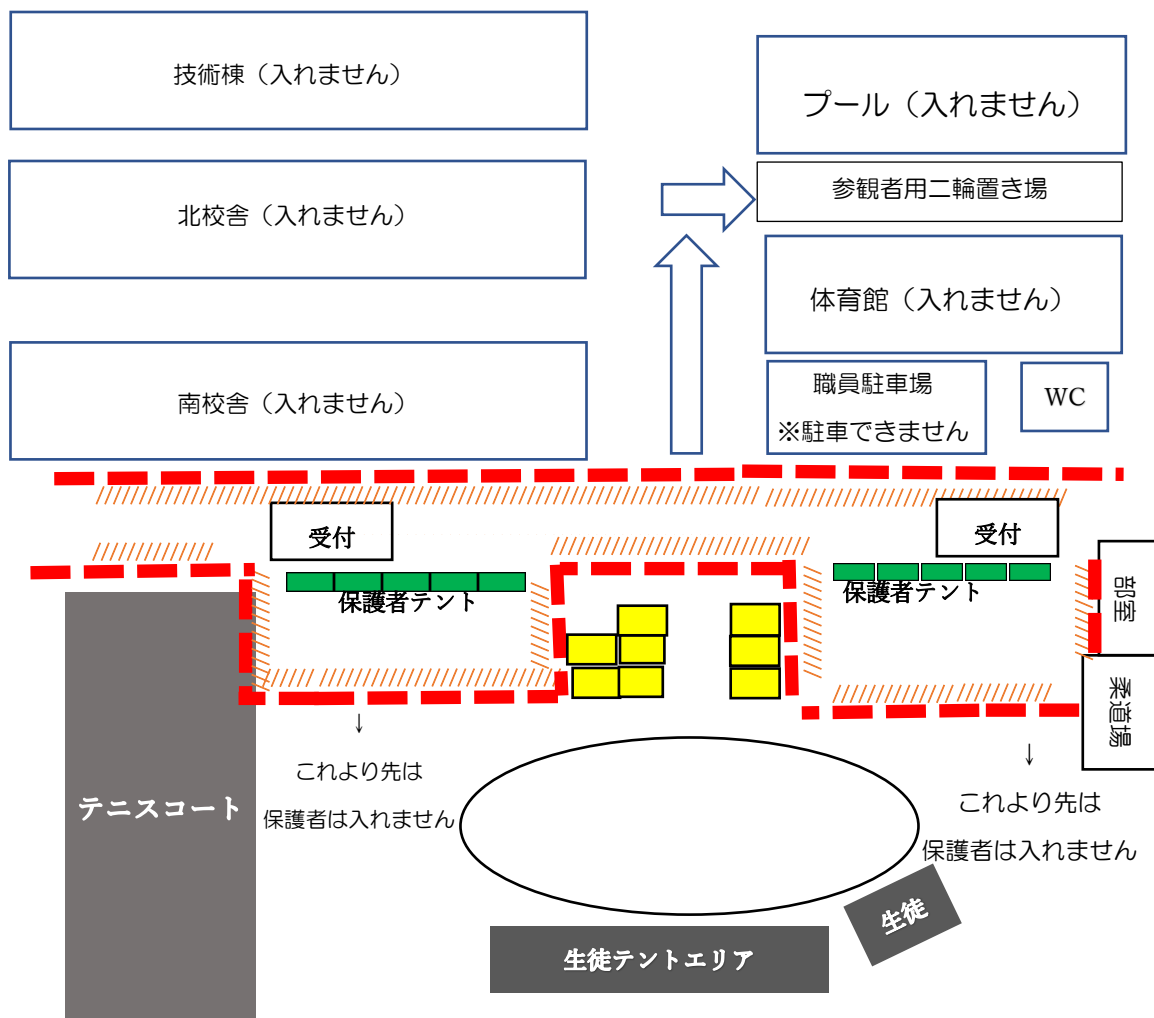 技術棟（入れません）
プール（入れません）
参観者用二輪置き場
北校舎（入れません）
体育館（入れません）
南校舎（入れません）
職員駐車場
※駐車できません
WC
受付
受付
保護者テント
保護者テント
部室
柔道場
↓
これより先は
保護者は入れません
↓
これより先は
保護者は入れません
テニスコート
生徒
生徒テントエリア